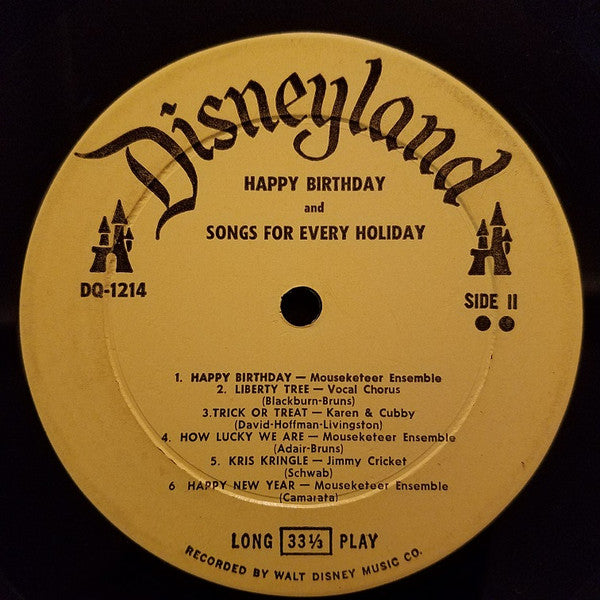 Disneyland
HAPPY BIRTHDAY
and
SONGS FOR EVERY HOLIDAY
DQ-1214
SIDE II
1. HAPPY BIRTHDAY — Mouseketeer Ensemble
2. LIBERTY TREE — Vocal Chorus
(Blackburn-Bruns)
3.TRICK OR TREAT — Karen & Cubby
(David-Hoffman-Livingston)
4. HOW LUCKY WE ARE — Mouseketeer Ensemble
(Adair-Bruns)
5. KRIS KRINGLE — Jimmy Cricket
(Schwab)
6 HAPPY NEW YEAR — Mouseketeer Ensemble
(Camarata)
LONG 33⅓ PLAY
RECORDED BY WALT DISNEY MUSIC CO.